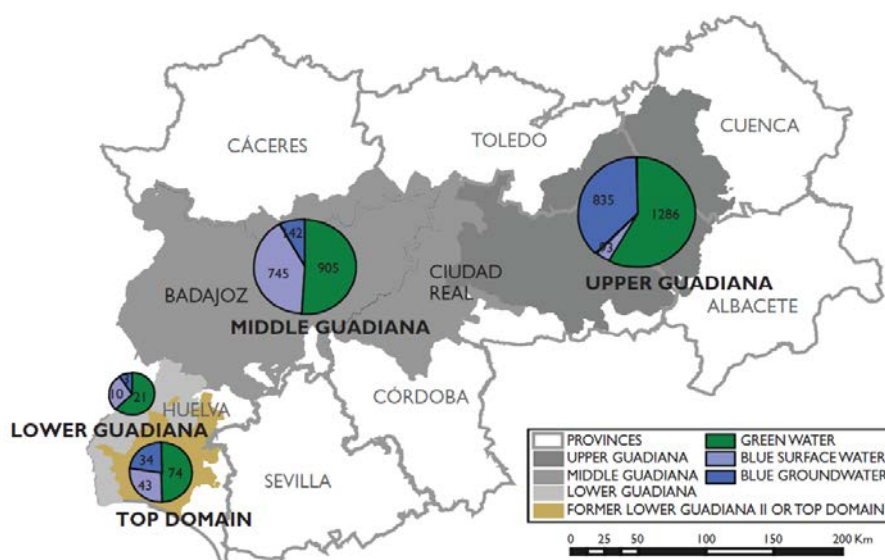 CUENCA
TOLEDO
CÁCERES
835
1286
142
745
905
CIUDAD
REAL
UPPER GUADIANA
BADAJOZ
ALBACETE
MIDDLE GUADIANA
10
21
HUELVA
CÓRDOBA
LOWER GUADIANA
34
74
43
SEVILLA
TOP DOMAIN
PROVINCES
UPPER GUADIANA
MIDDLE GUADIANA
LOWER GUADIANA
FORMER LOWER GUADIANA II OR TOP DOMAIN
GREEN WATER
BLUE SURFACE WATER
BLUE GROUNDWATER
0 25 50 100 150 200 Km